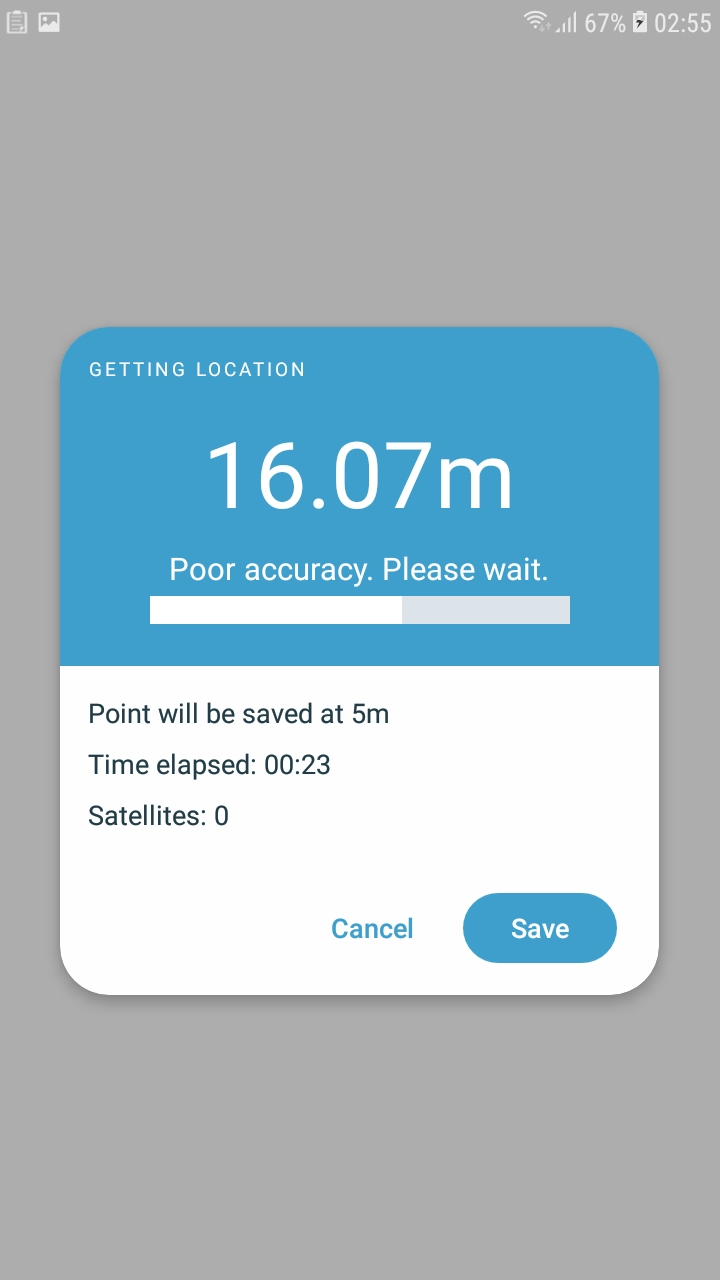 67% 02:55
GETTING LOCATION
16.07m
Poor accuracy. Please wait.
Point will be saved at 5m
Time elapsed: 00:23
Satellites: 0
Cancel Save